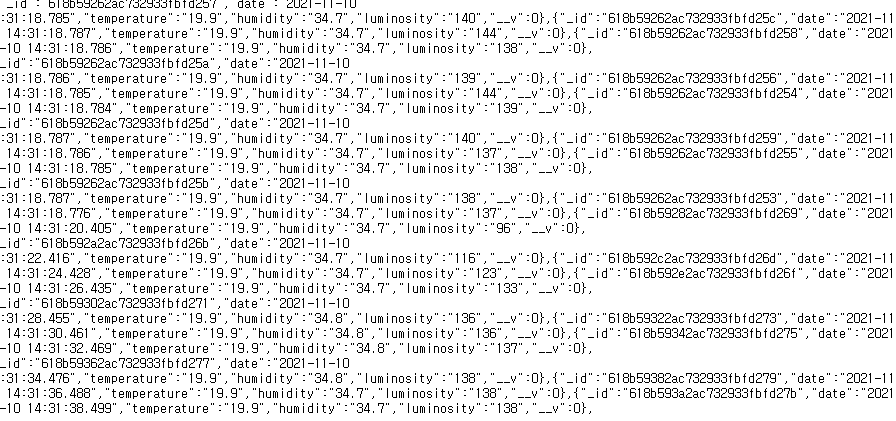 _id":"618b59262ac732933fbfd257","date":"2021-11-10
:31:18.785","temperature":"19.9","humidity":"34.7","luminosity":"140","__v":0},{"_id":"618b59262ac732933fbfd25c","date":"2021-11
14:31:18.787","temperature":"19.9","humidity":"34.7","luminosity":"144","__v":0},{"_id":"618b59262ac732933fbfd258","date":"2021
-10 14:31:18.786","temperature":"19.9","humidity":"34.7","luminosity":"138","__v":0},
_id":"618b59262ac732933fbfd25a","date":"2021-11-10
:31:18.786","temperature":"19.9","humidity":"34.7","luminosity":"139","__v":0},{"_id":"618b59262ac732933fbfd256","date":"2021-11
14:31:18.785","temperature":"19.9","humidity":"34.7","luminosity":"144","__v":0},{"_id":"618b59262ac732933fbfd254","date":"2021
-10 14:31:18.784","temperature":"19.9","humidity":"34.7","luminosity":"139","__v":0},
_id":"618b59262ac732933fbfd25d","date":"2021-11-10
:31:18.787","temperature":"19.9","humidity":"34.7","luminosity":"140","__v":0},{"_id":"618b59262ac732933fbfd259","date":"2021-11
14:31:18.786","temperature":"19.9","humidity":"34.7","luminosity":"137","__v":0},{"_id":"618b59262ac732933fbfd255","date":"2021
-10 14:31:18.785","temperature":"19.9","humidity":"34.7","luminosity":"138","__v":0},
_id":"618b59262ac732933fbfd25b","date":"2021-11-10
:31:18.787","temperature":"19.9","humidity":"34.7","luminosity":"138","__v":0},{"_id":"618b59262ac732933fbfd253","date":"2021-11
14:31:18.776","temperature":"19.9","humidity":"34.7","luminosity":"137","__v":0},{"_id":"618b59282ac732933fbfd269","date":"2021
-10 14:31:20.405","temperature":"19.9","humidity":"34.7","luminosity":"96","__v":0},
_id":"618b592a2ac732933fbfd26b","date":"2021-11-10
:31:22.416","temperature":"19.9","humidity":"34.7","luminosity":"116","__v":0},{"_id":"618b592c2ac732933fbfd26d","date":"2021-11
14:31:24.428","temperature":"19.9","humidity":"34.7","luminosity":"123","__v":0},{"_id":"618b592e2ac732933fbfd26f","date":"2021
-10 14:31:26.435","temperature":"19.9","humidity":"34.7","luminosity":"133","__v":0},
_id":"618b59302ac732933fbfd271","date":"2021-11-10
:31:28.455","temperature":"19.9","humidity":"34.8","luminosity":"136","__v":0},{"_id":"618b59322ac732933fbfd273","date":"2021-11
14:31:30.461","temperature":"19.9","humidity":"34.8","luminosity":"136","__v":0},{"_id":"618b59342ac732933fbfd275","date":"2021
-10 14:31:32.469","temperature":"19.9","humidity":"34.8","luminosity":"137","__v":0},
_id":"618b59362ac732933fbfd277","date":"2021-11-10
:31:34.476","temperature":"19.9","humidity":"34.8","luminosity":"138","__v":0},{"_id":"618b59382ac732933fbfd279","date":"2021-11
14:31:36.488","temperature":"19.9","humidity":"34.7","luminosity":"138","__v":0},{"_id":"618b593a2ac732933fbfd27b","date":"2021
-10 14:31:38.499","temperature":"19.9","humidity":"34.7","luminosity":"138","__v":0},